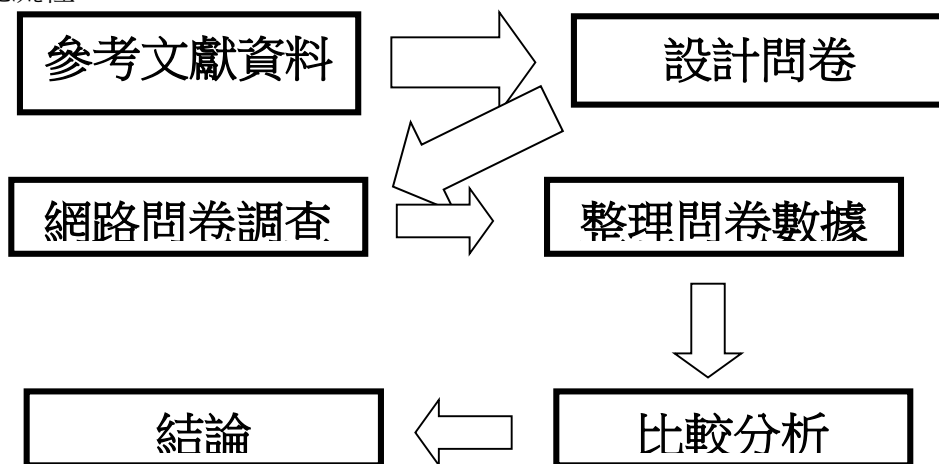 參考文獻資料
設計問卷
網路問卷調查
整理問卷數據
比較分析
結論